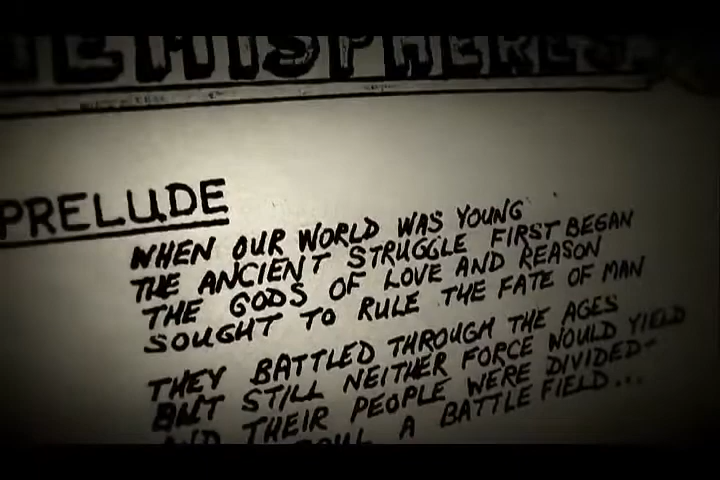 HEMISPHERES
PRELUDE
WHEN OUR WORLD WAS YOUNG
THE ANCIENT STRUGGLE FIRST BEGAN
THE GODS OF LOVE AND REASON
SOUGHT TO RULE THE FATE OF MAN
THEY BATTLED THROUGH THE AGES
BUT STILL NEITHER FORCE WOULD YIELD
AND THEIR PEOPLE WERE DIVIDED-
SOUL A BATTLE FIELD...